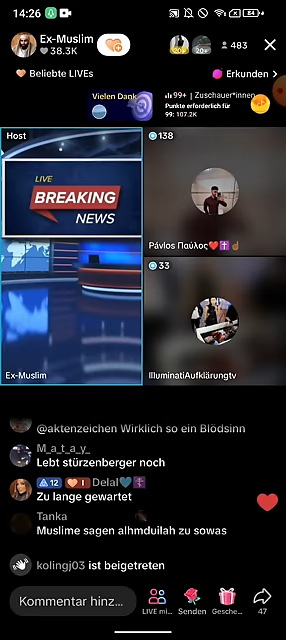 14:26
Ex-Muslim
38.3K
20+
483
Beliebte LIVEs
Erkunden >
Vielen Dank
99+ | Zuschauer*innen
Punkte erforderlich für
99: 107.2K
Host
138
LIVE
BREAKING
NEWS
Pávlos Παύλος
33
Ex-Muslim
IlluminatiAufklärungtv
@aktenzeichen Wirklich so ein Blödsinn
M_a_t_a_y_
Lebt stürzenberger noch
12 1 Delal
Zu lange gewartet
Tanka
Muslime sagen alhmduilah zu sowas
kolingj03 ist beigetreten
Kommentar hinz...
LIVE mi...
Senden
Gesche...
47